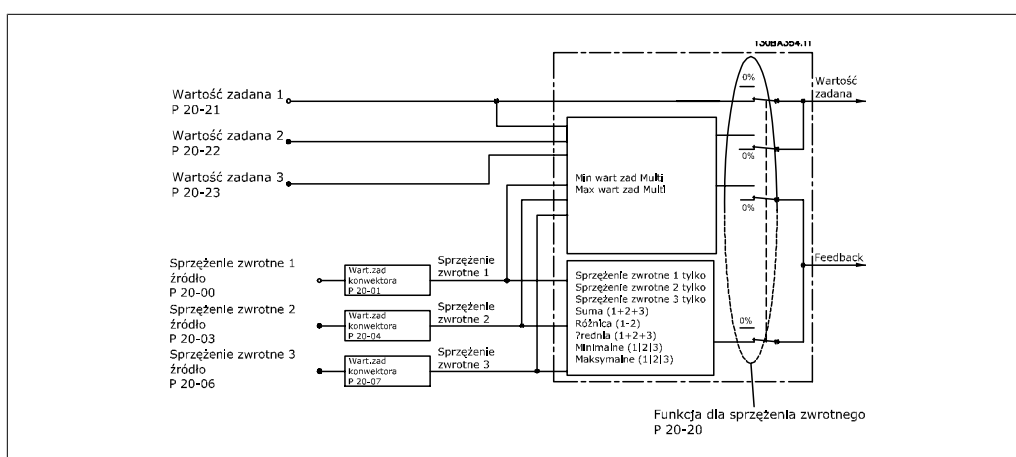 130BA354.11
Wartość zadana 1
P 20-21
Wartość zadana 2
P 20-22
Wartość zadana 3
P 20-23
0%
Wartość
zadana
0%
Min wart zad Multi
Max wart zad Multi
0%
Sprzężenie zwrotne 1
źródło
P 20-00
Wart.zad
konwektora
P 20-01
Sprzężenie
zwrotne 1
Sprzężenie zwrotne 2
źródło
P 20-03
Wart.zad
konwektora
P 20-04
Sprzężenie
zwrotne 2
Sprzężenie zwrotne 3
źródło
P 20-06
Wart.zad
konwektora
P 20-07
Sprzężenie
zwrotne 3
Sprzężenie zwrotne 1 tylko
Sprzężenie zwrotne 2 tylko
Sprzężenie zwrotne 3 tylko
Suma (1+2+3)
Różnica (1-2)
?rednia (1+2+3)
Minimalne (1|2|3)
Maksymalne (1|2|3)
0%
Feedback
Funkcja dla sprzężenia zwrotnego
P 20-20